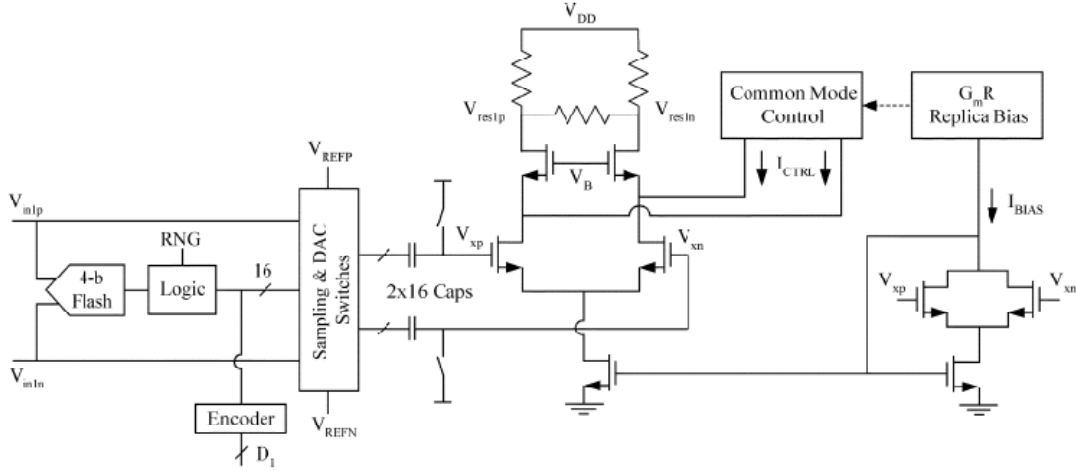 V_DD
V_res1p
V_res1n
Common Mode
Control
G_mR
Replica Bias
V_REFP
V_B
I_CTRL
I_BIAS
V_in1p
RNG
4-b
Flash
Logic
16
Sampling & DAC
Switches
2x16 Caps
V_xp
V_xn
V_xp
V_xn
V_in1n
Encoder
V_REFN
D_1